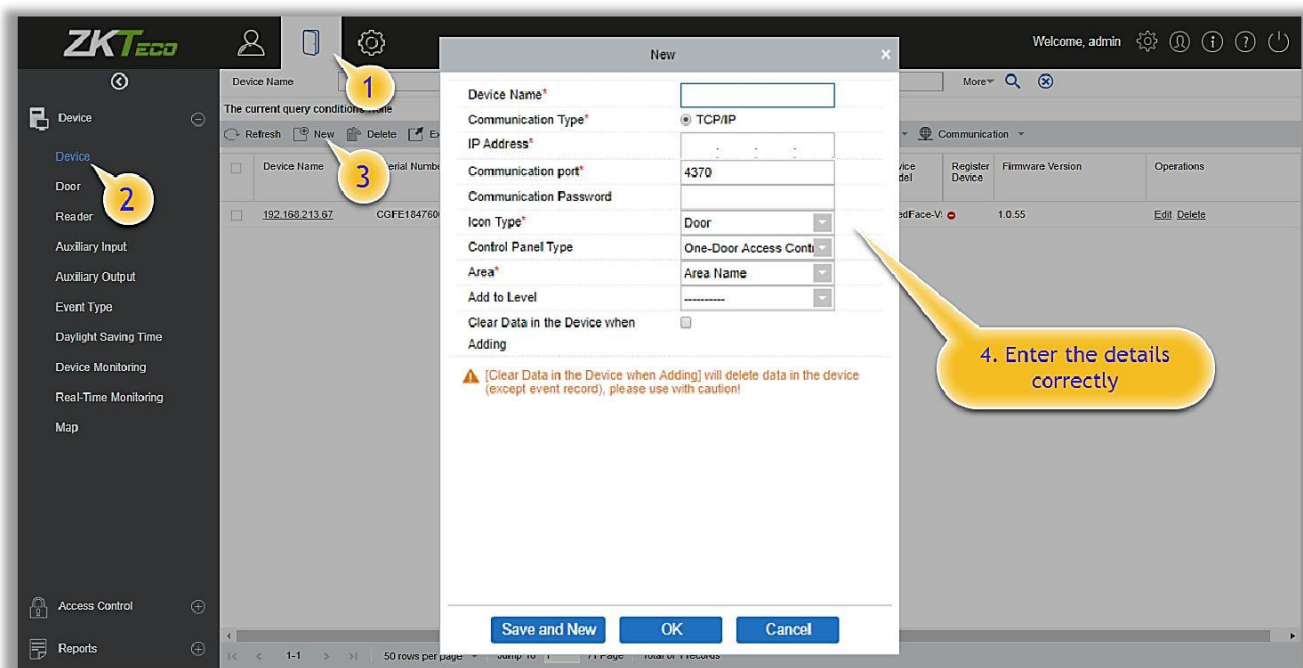 ZKTeco
Welcome, admin
1
Device Name
More
The current query conditions None
Refresh New Delete
Communication
Device
Device
Door
Reader
Auxiliary Input
Auxiliary Output
Event Type
Daylight Saving Time
Device Monitoring
Real-Time Monitoring
Map
Access Control
Reports
2
3
Device Name
Register Device
Firmware Version
Operations
192.168.213.67
1.0.55
Edit Delete
New
Device Name*
Communication Type*
TCP/IP
IP Address*
Communication port*
4370
Communication Password
Icon Type*
Door
Control Panel Type
One-Door Access Contr
Area*
Area Name
Add to Level
----------
Clear Data in the Device when
Adding
[Clear Data in the Device when Adding] will delete data in the device
(except event record), please use with caution!
4. Enter the details
correctly
Save and New
OK
Cancel
1-1
50 rows per page